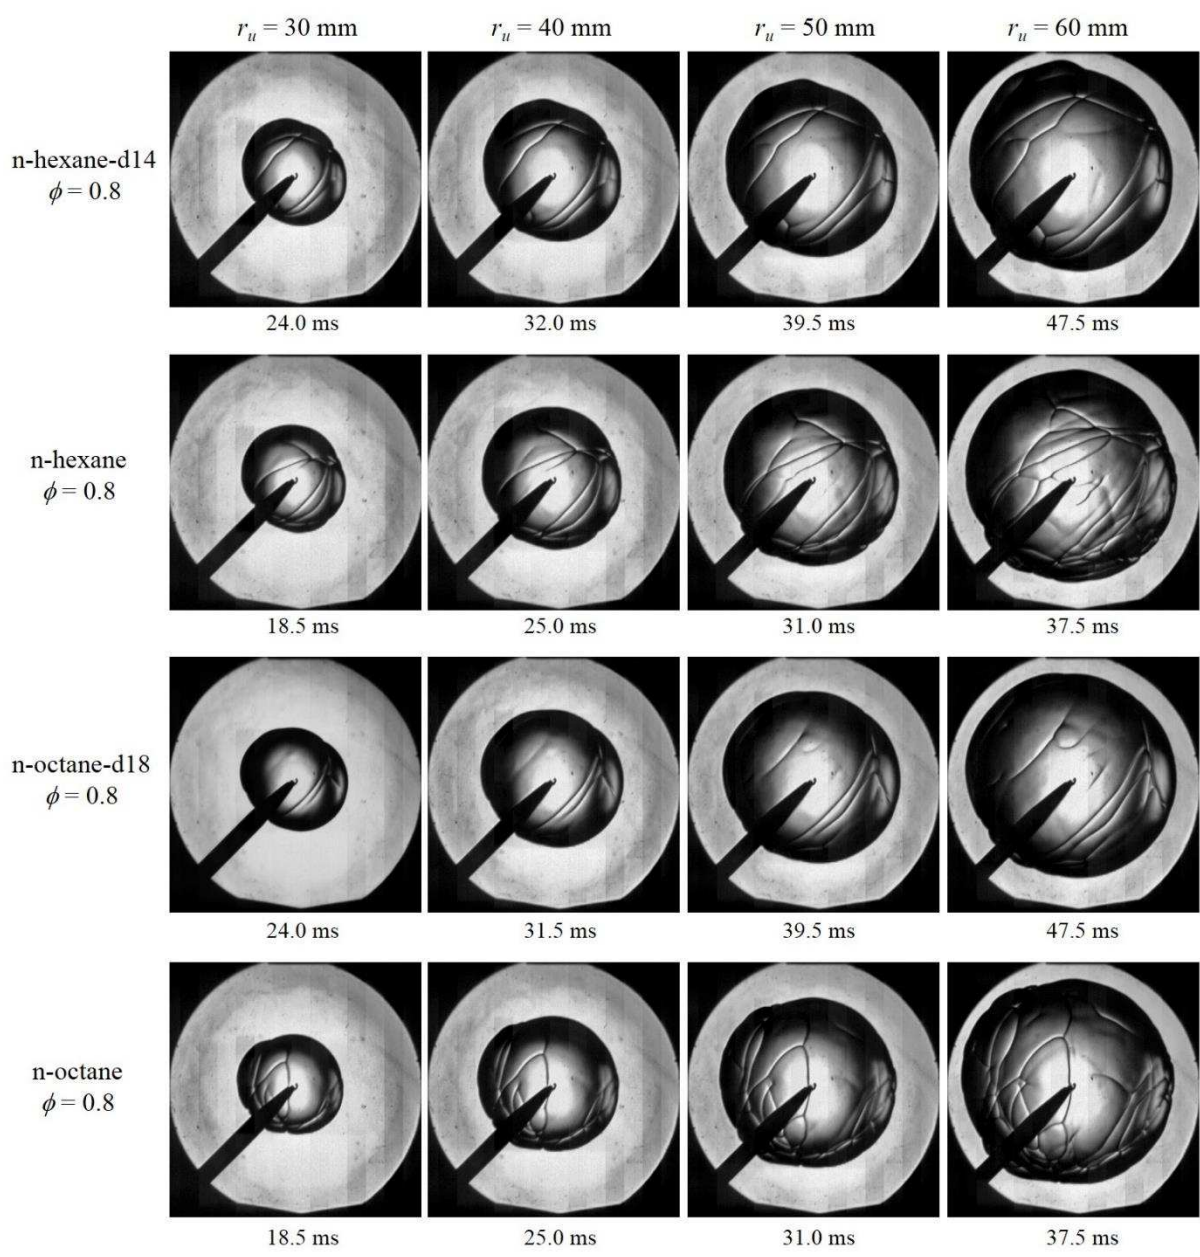 r_u = 30 mm r_u = 40 mm r_u = 50 mm r_u = 60 mm
n-hexane-d14
ϕ = 0.8
24.0 ms 32.0 ms 39.5 ms 47.5 ms
n-hexane
ϕ = 0.8
18.5 ms 25.0 ms 31.0 ms 37.5 ms
n-octane-d18
ϕ = 0.8
24.0 ms 31.5 ms 39.5 ms 47.5 ms
n-octane
ϕ = 0.8
18.5 ms 25.0 ms 31.0 ms 37.5 ms